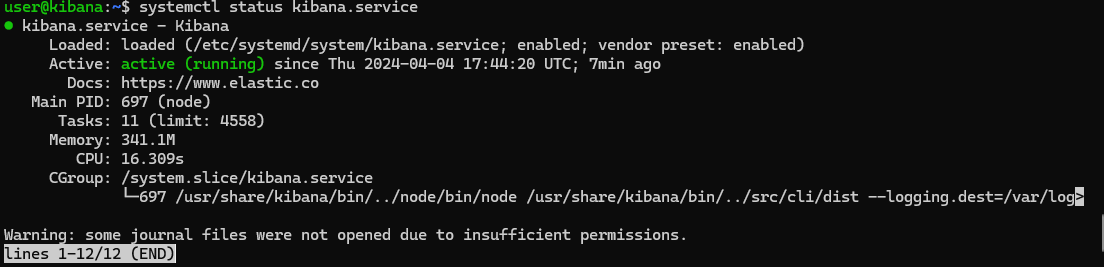 user@kibana:~$ systemctl status kibana.service
● kibana.service - Kibana
     Loaded: loaded (/etc/systemd/system/kibana.service; enabled; vendor preset: enabled)
     Active: active (running) since Thu 2024-04-04 17:44:20 UTC; 7min ago
       Docs: https://www.elastic.co
   Main PID: 697 (node)
      Tasks: 11 (limit: 4558)
     Memory: 341.1M
        CPU: 16.309s
     CGroup: /system.slice/kibana.service
             └─697 /usr/share/kibana/bin/../node/bin/node /usr/share/kibana/bin/../src/cli/dist --logging.dest=/var/log>
Warning: some journal files were not opened due to insufficient permissions.
lines 1-12/12 (END)